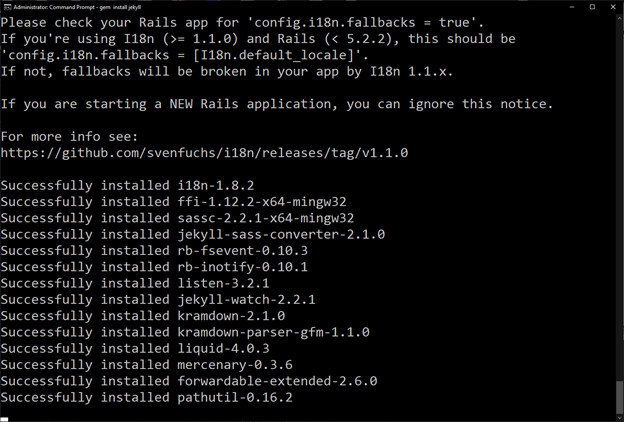 Administrator: Command Prompt - gem install jekyll
Please check your Rails app for 'config.i18n.fallbacks = true'.
If you're using I18n (>= 1.1.0) and Rails (< 5.2.2), this should be
'config.i18n.fallbacks = [I18n.default_locale]'.
If not, fallbacks will be broken in your app by I18n 1.1.x.
If you are starting a NEW Rails application, you can ignore this notice.
For more info see:
https://github.com/svenfuchs/i18n/releases/tag/v1.1.0
Successfully installed i18n-1.8.2
Successfully installed ffi-1.12.2-x64-mingw32
Successfully installed sassc-2.2.1-x64-mingw32
Successfully installed jekyll-sass-converter-2.1.0
Successfully installed rb-fsevent-0.10.3
Successfully installed rb-inotify-0.10.1
Successfully installed listen-3.2.1
Successfully installed jekyll-watch-2.2.1
Successfully installed kramdown-2.1.0
Successfully installed kramdown-parser-gfm-1.1.0
Successfully installed liquid-4.0.3
Successfully installed mercenary-0.3.6
Successfully installed forwardable-extended-2.6.0
Successfully installed pathutil-0.16.2